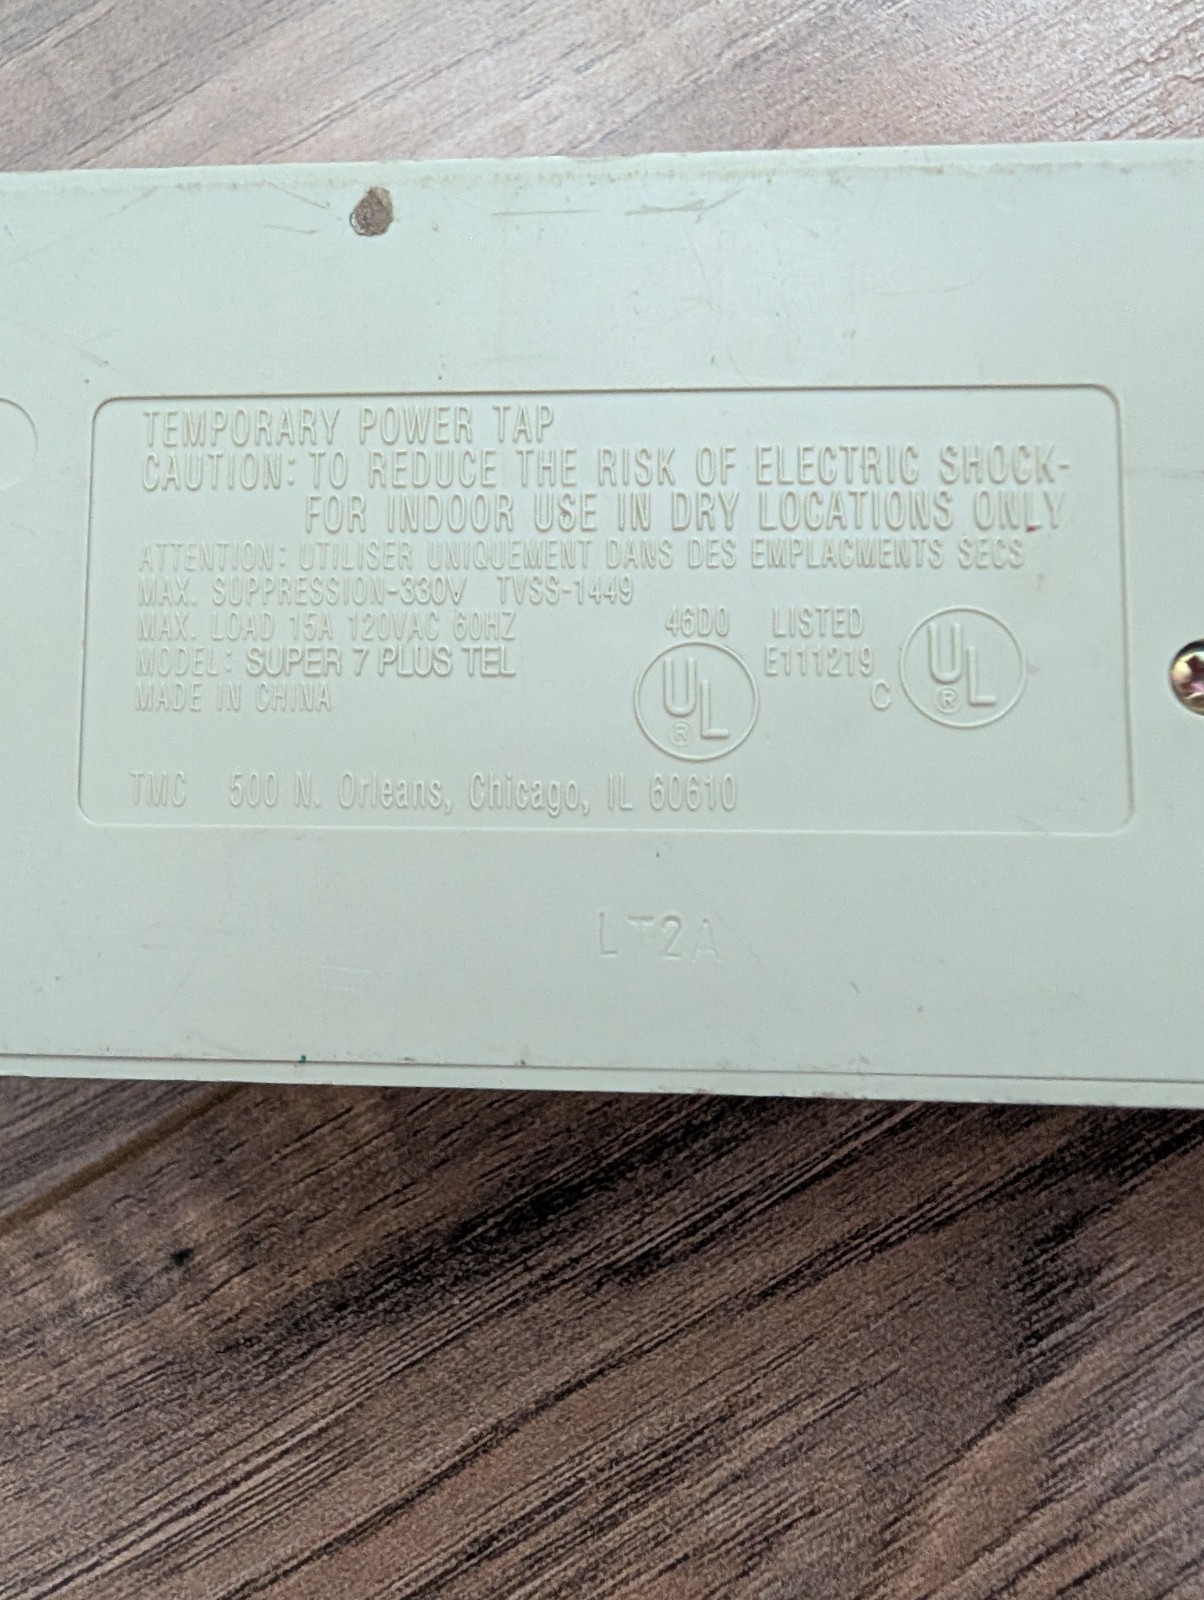 TEMPORARY POWER TAP
CAUTION: TO REDUCE THE RISK OF ELECTRIC SHOCK-
FOR INDOOR USE IN DRY LOCATIONS ONLY
ATTENTION: UTILISER UNIQUEMENT DANS DES EMPLACMENTS SECS
MAX. SUPPRESSION-330V TVSS-1449
MAX. LOAD 15A 120VAC 60HZ
46D0 LISTED
MODEL: SUPER 7 PLUS TEL
E111219
MADE IN CHINA
UL ®
C UL ®
TMC 500 N. Orleans, Chicago, IL 60610
LT2A